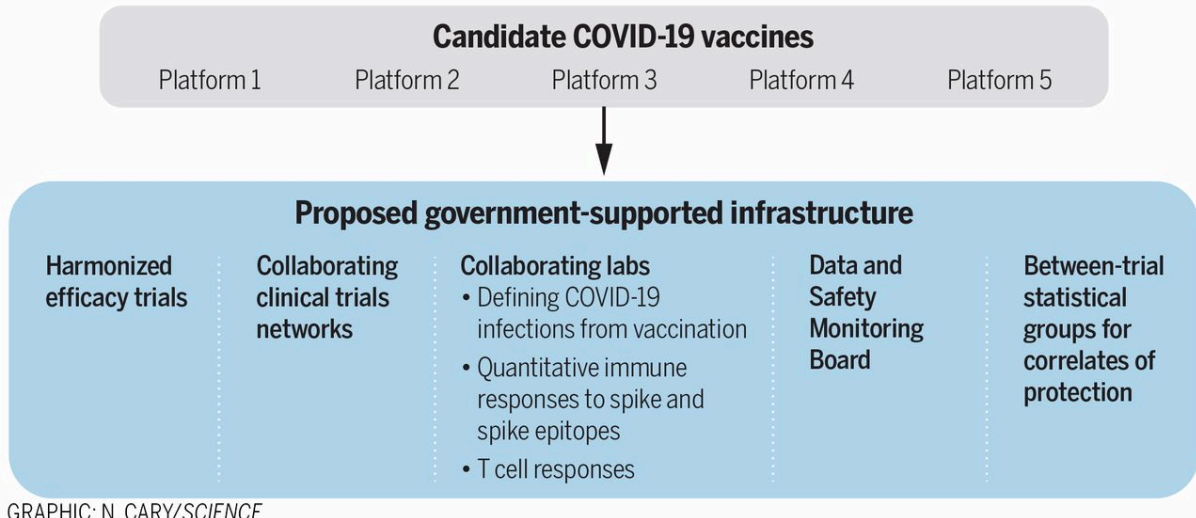 Candidate COVID-19 vaccines
Platform 1 Platform 2 Platform 3 Platform 4 Platform 5
Proposed government-supported infrastructure
Harmonized
efficacy trials
Collaborating
clinical trials
networks
Collaborating labs
• Defining COVID-19
infections from vaccination
• Quantitative immune
responses to spike and
spike epitopes
• T cell responses
Data and
Safety
Monitoring
Board
Between-trial
statistical
groups for
correlates of
protection
GRAPHIC: N. CARY/SCIENCE